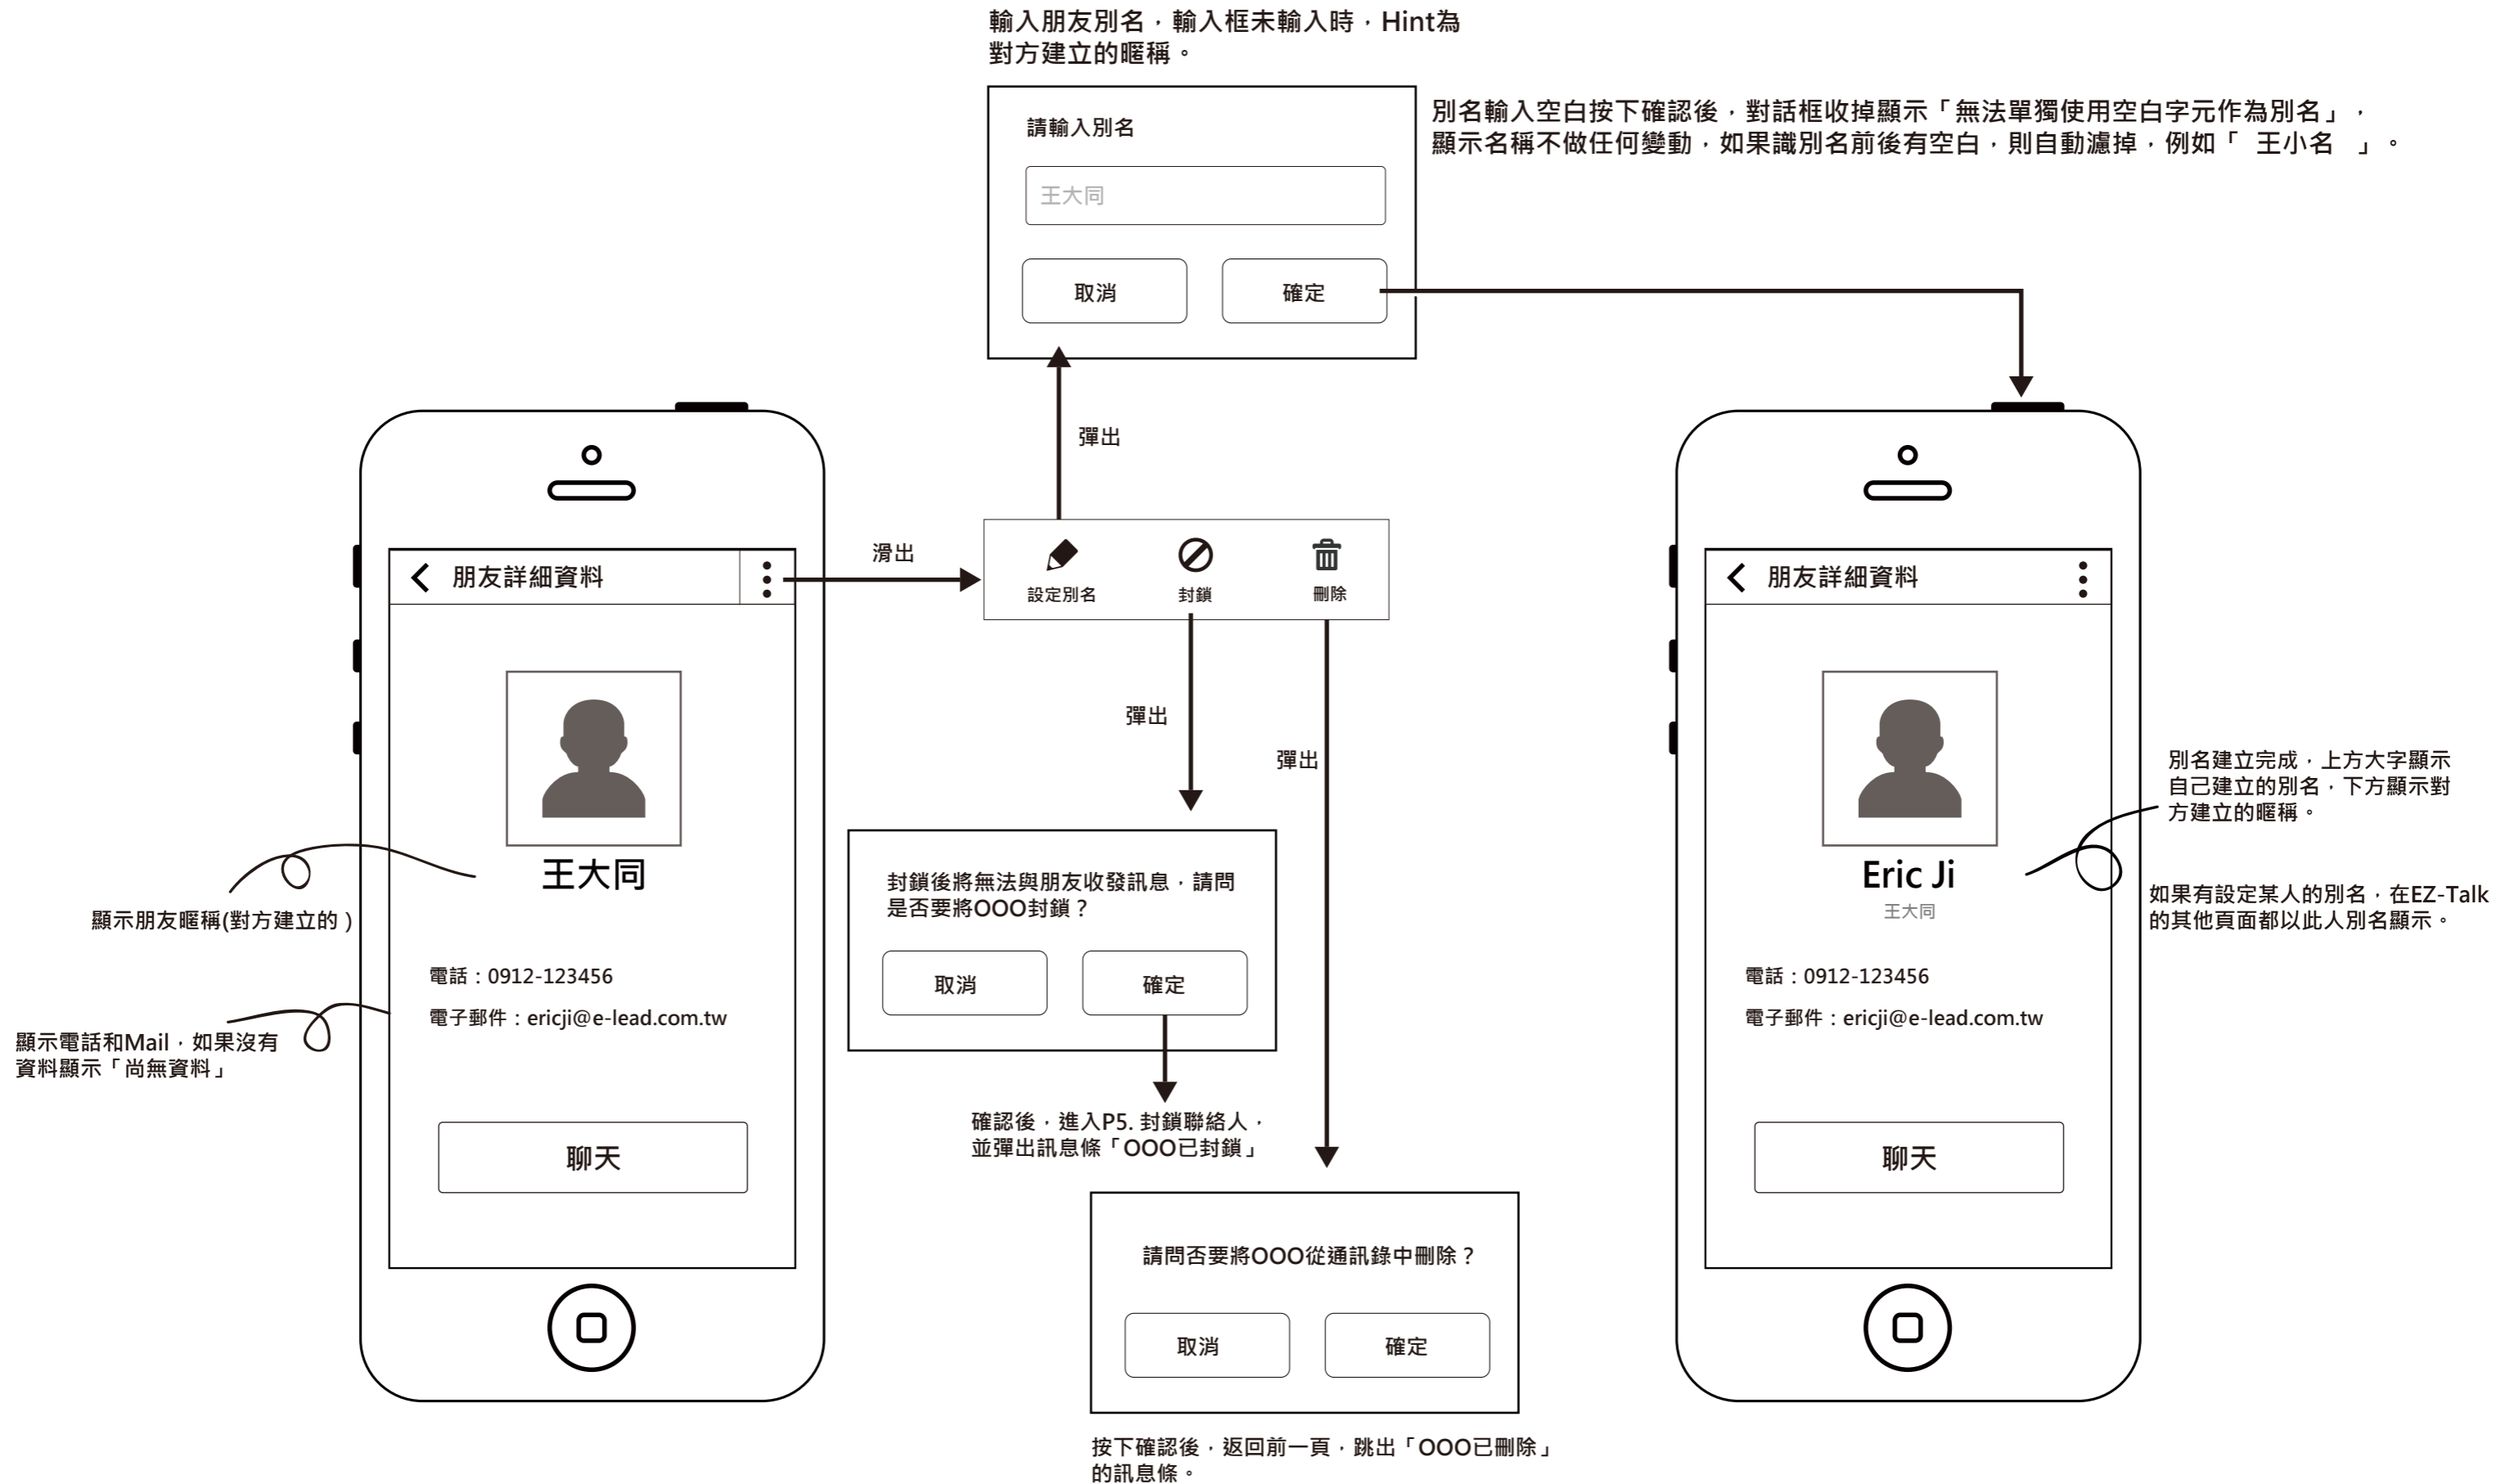 輸入朋友別名，輸入框未輸入時，Hint為
對方建立的暱稱。
請輸入別名
王大同
取消
確定
別名輸入空白按下確認後，對話框收掉顯示「無法單獨使用空白字元作為別名」，
顯示名稱不做任何變動，如果識別名前後有空白，則自動濾掉，例如「 王小名 」。
彈出
滑出
設定別名
封鎖
刪除
朋友詳細資料
王大同
電話：0912-123456
電子郵件：ericji@e-lead.com.tw
聊天
顯示朋友暱稱(對方建立的)
顯示電話和Mail，如果沒有
資料顯示「尚無資料」
彈出
彈出
封鎖後將無法與朋友收發訊息，請問
是否要將OOO封鎖？
取消
確定
確認後，進入P5. 封鎖聯絡人，
並彈出訊息條「OOO已封鎖」
請問否要將OOO從通訊錄中刪除？
取消
確定
按下確認後，返回前一頁，跳出「OOO已刪除」
的訊息條。
朋友詳細資料
Eric Ji
王大同
電話：0912-123456
電子郵件：ericji@e-lead.com.tw
聊天
別名建立完成，上方大字顯示
自己建立的別名，下方顯示對
方建立的暱稱。
如果有設定某人的別名，在EZ-Talk
的其他頁面都以此人別名顯示。